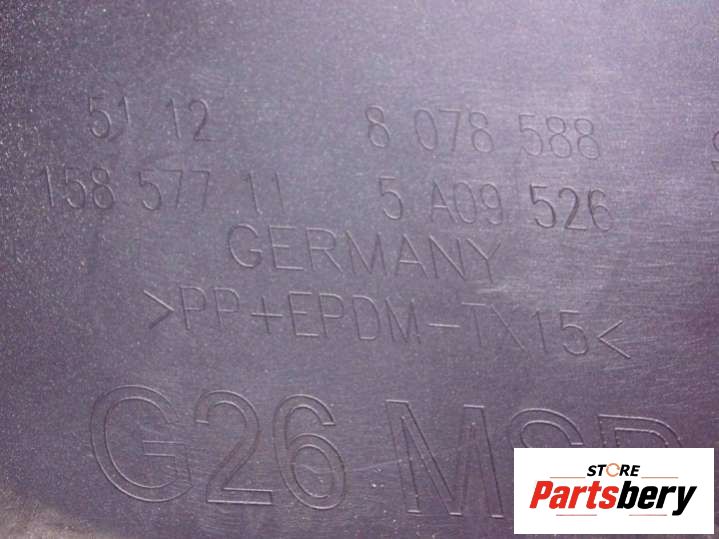 51 12 8 078 588
158 577 11 5 A09 526
GERMANY
>PP+EPDM-TX15<
G26
STORE
Partsbery